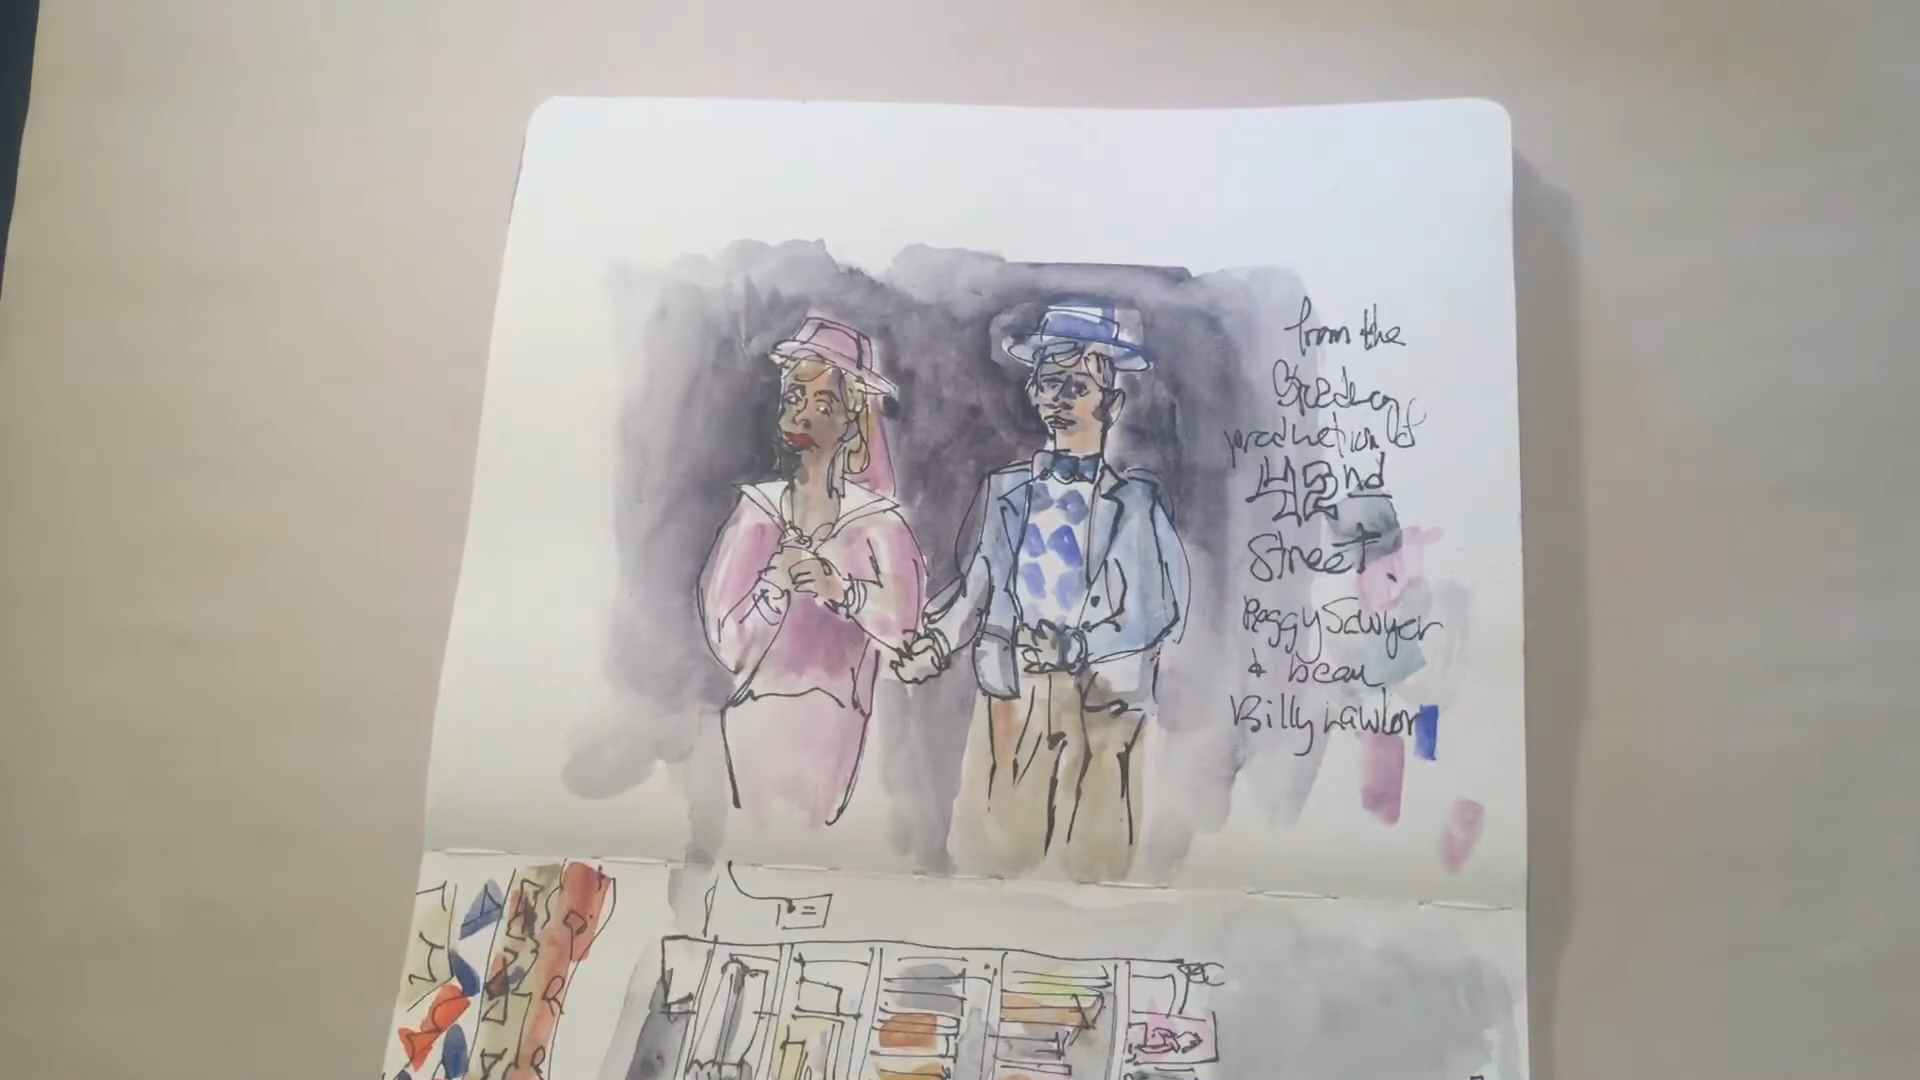 from the
production of
42nd
Street
Peggy Sawyer
& beau
Billy Lawlor